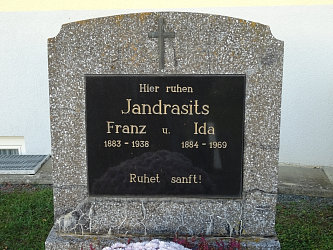 Hier ruhen
Jandrasits
Franz u. Ida
1883 - 1938 1884 - 1969
Ruhet sanft!